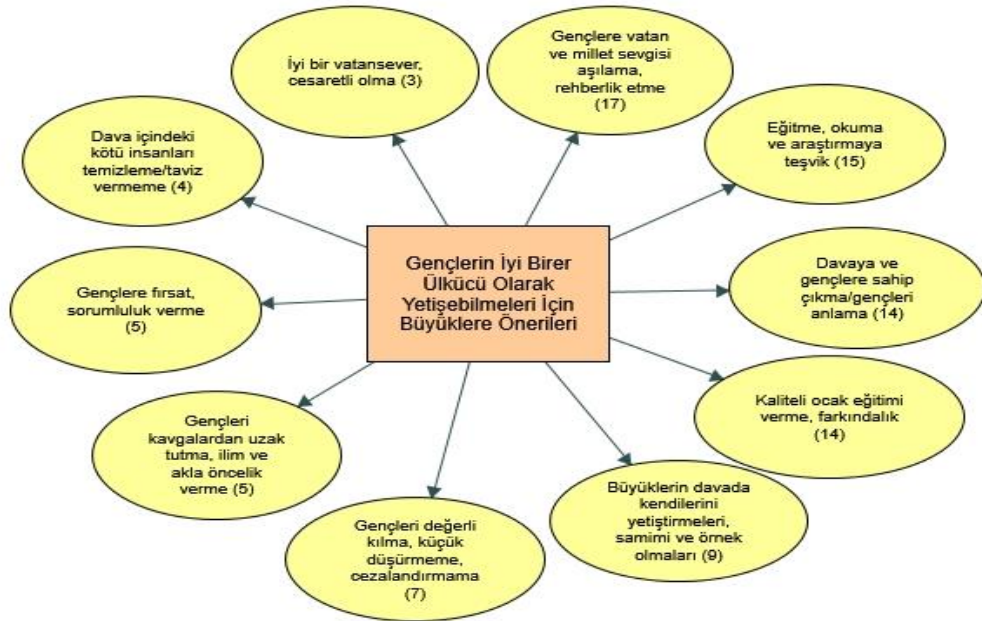 Gençlerin İyi Birer
Ülkücü Olarak
Yetişebilmeleri İçin
Büyüklere Önerileri
Gençlere vatan
ve millet sevgisi
aşılama,
rehberlik etme
(17)
Eğitme, okuma
ve araştırmaya
teşvik (15)
Davaya ve
gençlere sahip
çıkma/gençleri
anlama (14)
Kaliteli ocak eğitimi
verme, farkındalık
(14)
Büyüklerin davada
kendilerini
yetiştirmeleri,
samimi ve örnek
olmaları (9)
Gençleri değerli
kılma, küçük
düşürmeme,
cezalandırmama
(7)
Gençleri
kavgalardan uzak
tutma, ilim ve
akla öncelik
verme (5)
Gençlere fırsat,
sorumluluk verme
(5)
Dava içindeki
kötü insanları
temizleme/taviz
vermeme (4)
İyi bir vatansever,
cesaretli olma (3)